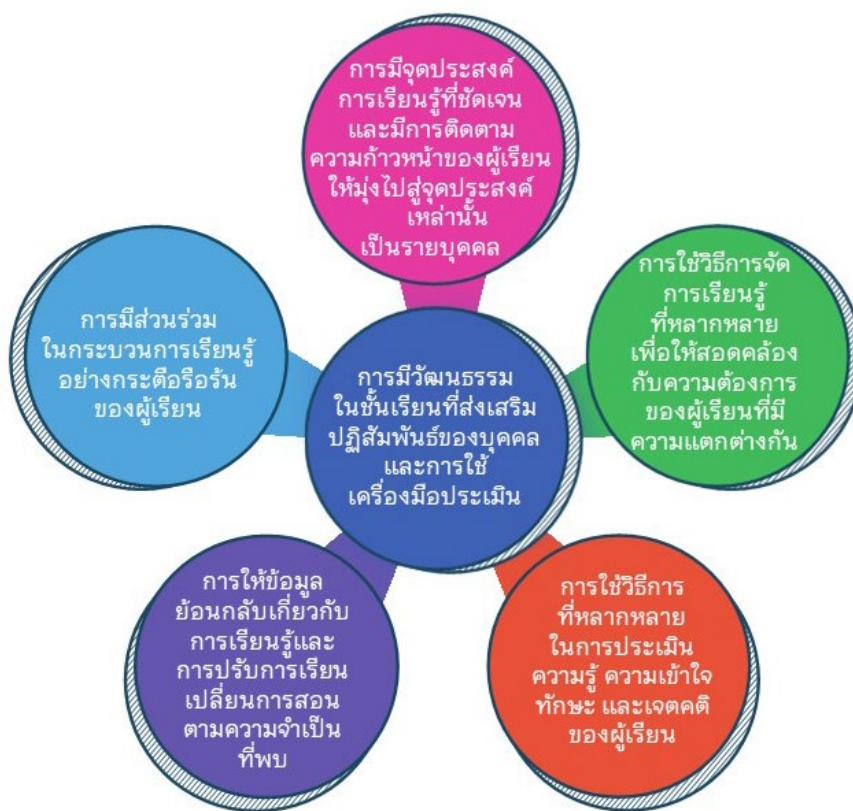 การมีจุดประสงค์
การเรียนรู้ที่ชัดเจน
และมีการติดตาม
ความก้าวหน้าของผู้เรียน
ให้มุ่งไปสู่จุดประสงค์
เหล่านั้น
เป็นรายบุคคล
การใช้วิธีการจัด
การเรียนรู้
ที่หลากหลาย
เพื่อให้สอดคล้อง
กับความต้องการ
ของผู้เรียนที่มี
ความแตกต่างกัน
การใช้วิธีการ
ที่หลากหลาย
ในการประเมิน
ความรู้ ความเข้าใจ
ทักษะ และเจตคติ
ของผู้เรียน
การให้ข้อมูล
ย้อนกลับเกี่ยวกับ
การเรียนรู้และ
การปรับการเรียน
เปลี่ยนการสอน
ตามความจำเป็น
ที่พบ
การมีส่วนร่วม
ในกระบวนการเรียนรู้
อย่างกระตือรือร้น
ของผู้เรียน
การมีวัฒนธรรม
ในชั้นเรียนที่ส่งเสริม
ปฏิสัมพันธ์ของบุคคล
และการใช้
เครื่องมือประเมิน